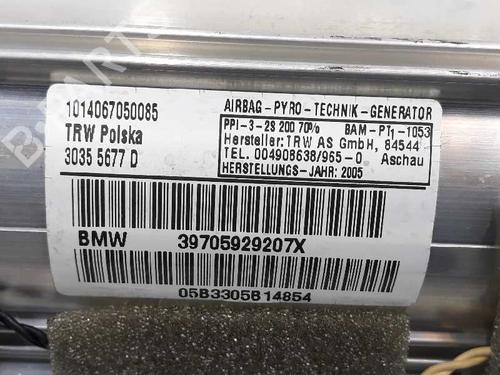 1014067050085
TRW Polska
3035 5677 D
AIRBAG-PYRO-TECHNIK-GENERATOR
PPI-3-2S 200 70% BAM-PT1-1053
Hersteller: TRW AS GmbH, 84544
TEL. 004908638/965-0 Aschau
HERSTELLUNGS-JAHR: 2005
BMW 39705929207X
05B3305B14854